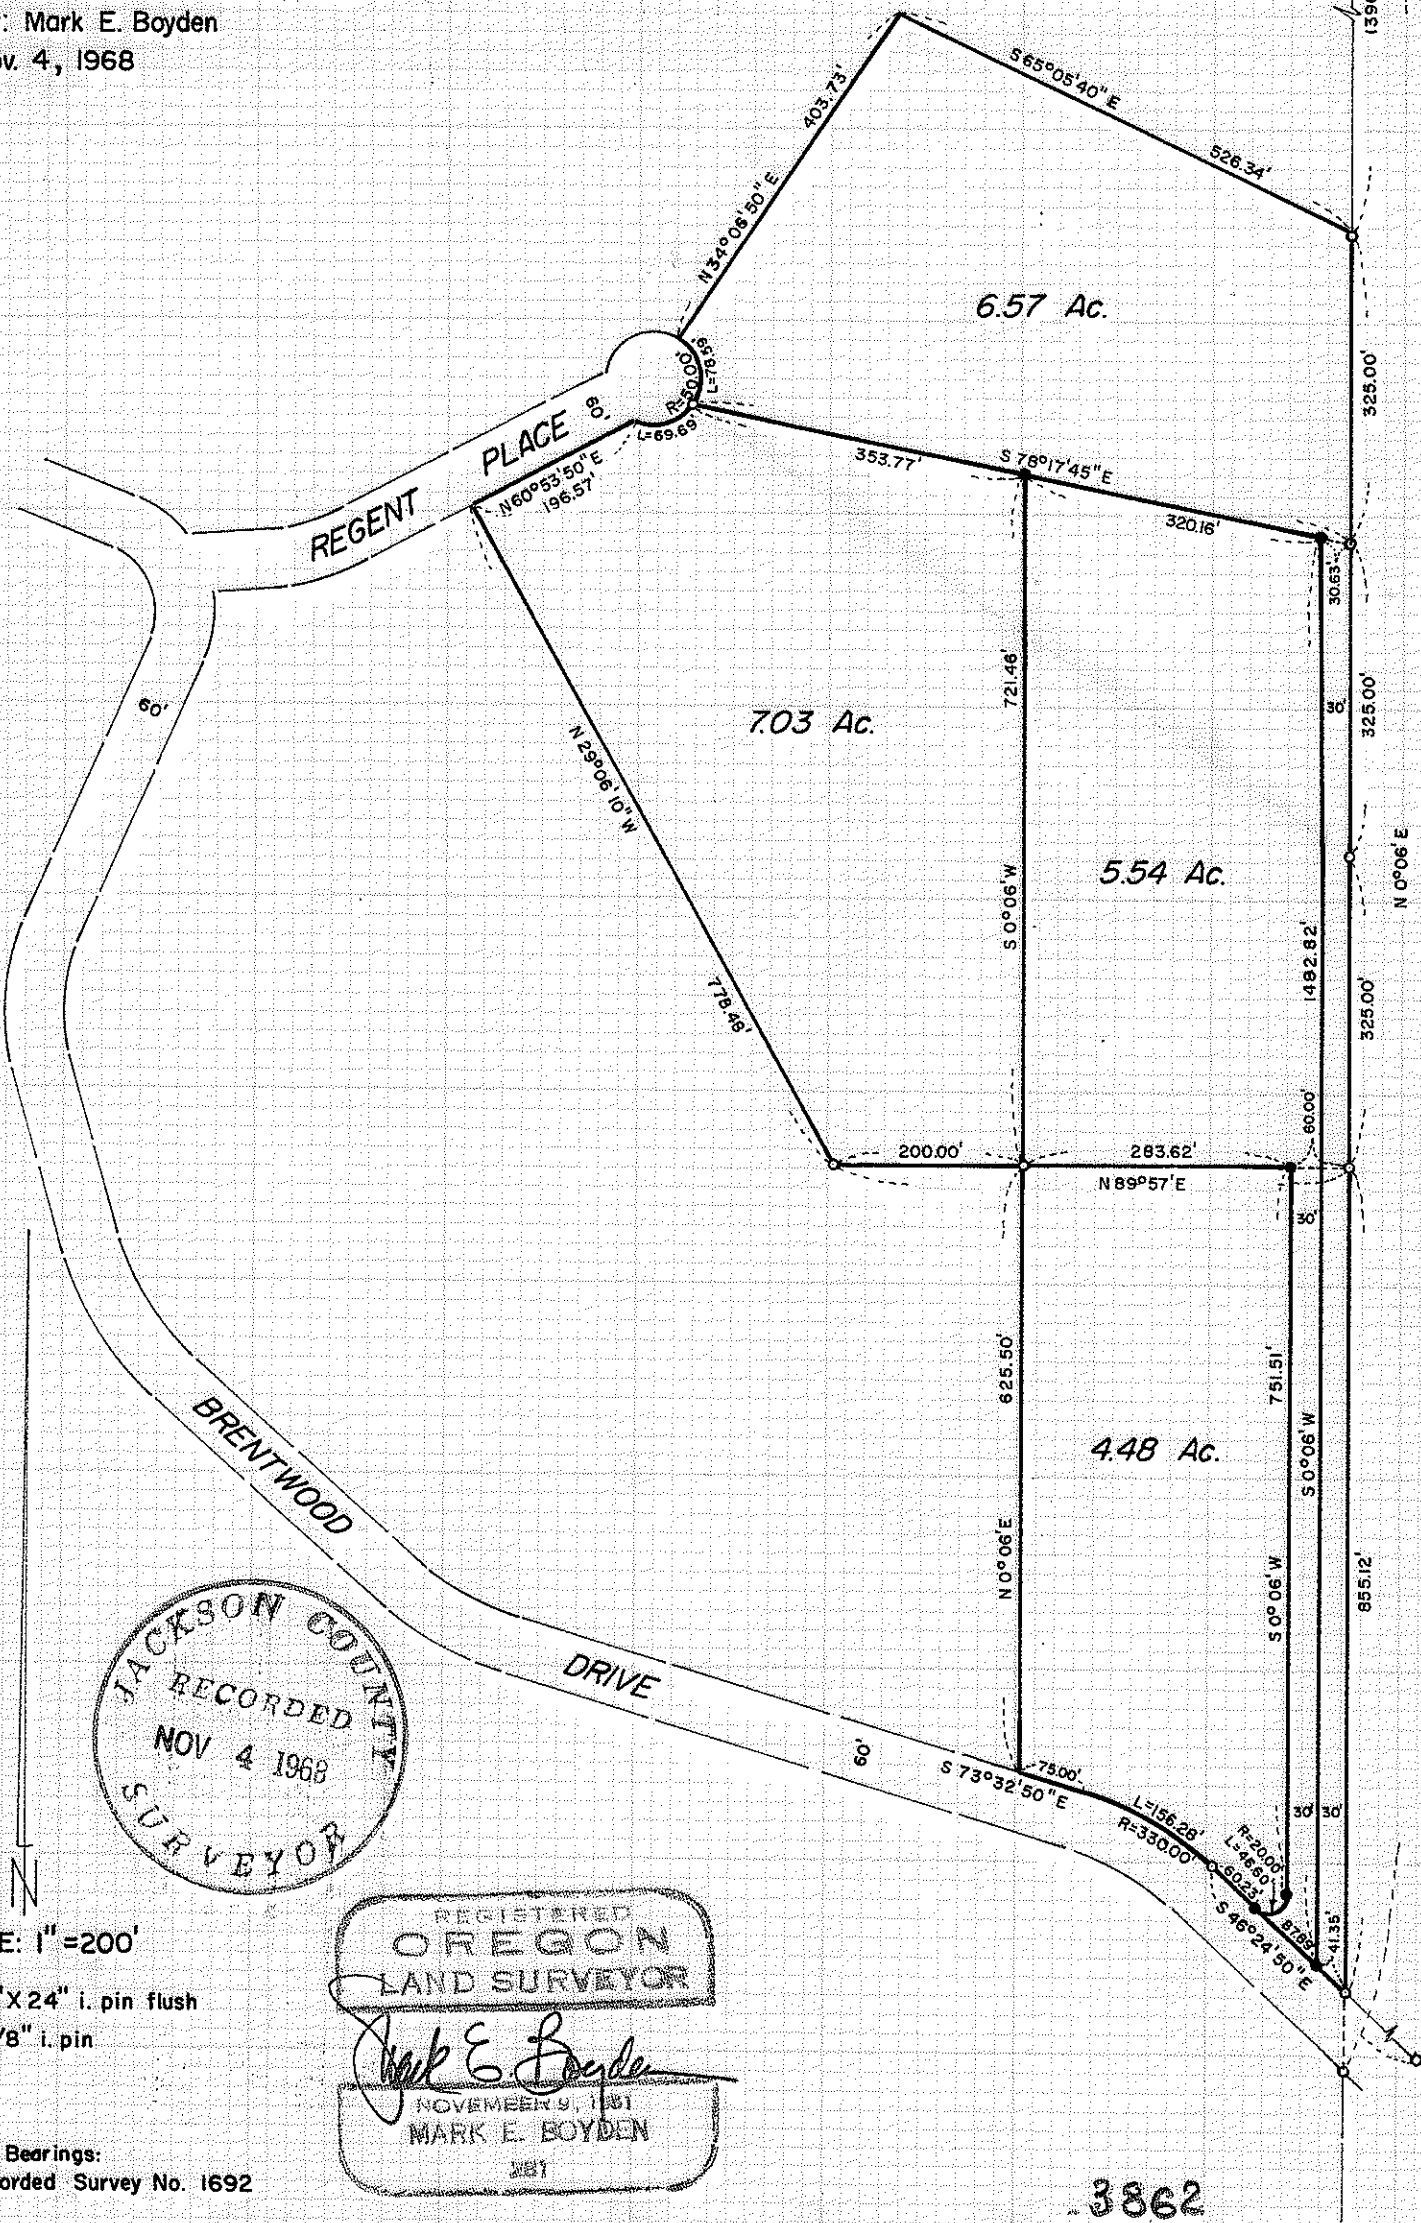 : Mark E. Boyden
ov. 4, 1968
S 65°05'40" E
526.34'
403.73'
N 34°06'50" E
6.57 Ac.
325.00'
L=78.59'
R=50.00'
L=69.69'
REGENT PLACE
60'
N 60°53'50" E
196.57'
353.77'
S 78°17'45" E
320.16'
30.63'
60'
721.46'
7.03 Ac.
30'
325.00'
N 29°06'10" W
778.48'
S 0°06' W
5.54 Ac.
N 0°06' E
1482.82'
325.00'
60.00'
200.00'
283.62'
N 89°57' E
30'
625.50'
751.51'
4.48 Ac.
S 0°06' W
N 0°06' E
S 0°06' W
855.12'
BRENTWOOD DRIVE
60'
75.00'
S 73°32'50" E
L=156.28'
R=330.00'
R=20.00'
L=46.60'
60.23'
30' 30'
87.89'
41.35'
S 46°24'50" E
JACKSON COUNTY
RECORDED
NOV 4 1968
SURVEYOR
N
E: 1"=200'
"X 24" i. pin flush
/8" i. pin
REGISTERED
OREGON
LAND SURVEYOR
Mark E. Boyden
MARK E. BOYDEN
Bearings:
orded Survey No. 1692
3862